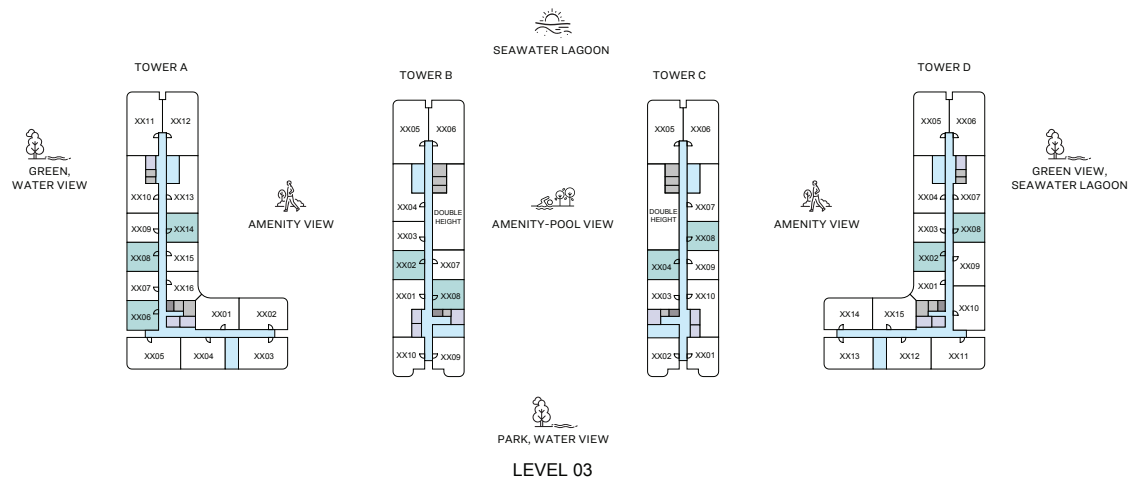 SEAWATER LAGOON
TOWER A
TOWER B
TOWER C
TOWER D
XX11
XX12
XX10
XX13
XX09
XX14
XX08
XX15
XX07
XX16
XX06
XX01
XX02
XX05
XX04
XX03
XX05
XX06
XX04
DOUBLE
HEIGHT
XX03
XX02
XX07
XX01
XX08
XX10
XX09
XX05
XX06
DOUBLE
HEIGHT
XX07
XX08
XX04
XX09
XX03
XX10
XX02
XX01
XX05
XX06
XX04
XX07
XX03
XX08
XX02
XX09
XX01
XX10
XX14
XX15
XX13
XX12
XX11
GREEN,
WATER VIEW
AMENITY VIEW
AMENITY-POOL VIEW
AMENITY VIEW
GREEN VIEW,
SEAWATER LAGOON
PARK, WATER VIEW
LEVEL 03